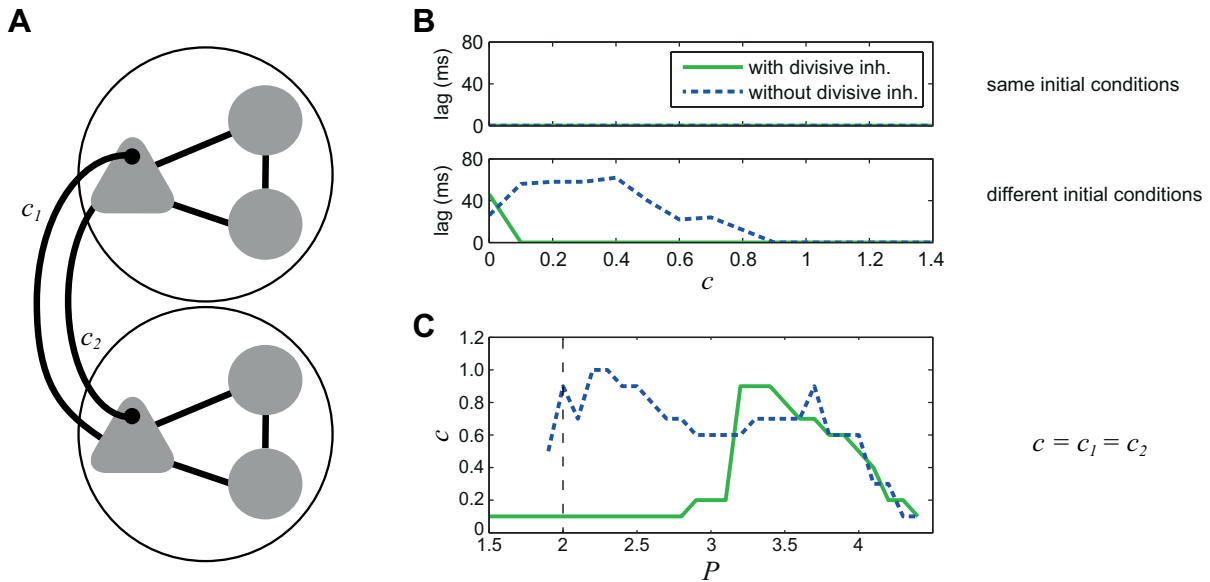 A
c1
c2
B
lag (ms)
80
40
0
with divisive inh.
without divisive inh.
same initial conditions
lag (ms)
80
40
0
different initial conditions
0 0.2 0.4 0.6 0.8 1 1.2 1.4
c
C
c
1.2
1.0
0.8
0.6
0.4
0.2
0
1.5 2 2.5 3 3.5 4
P
c = c1 = c2